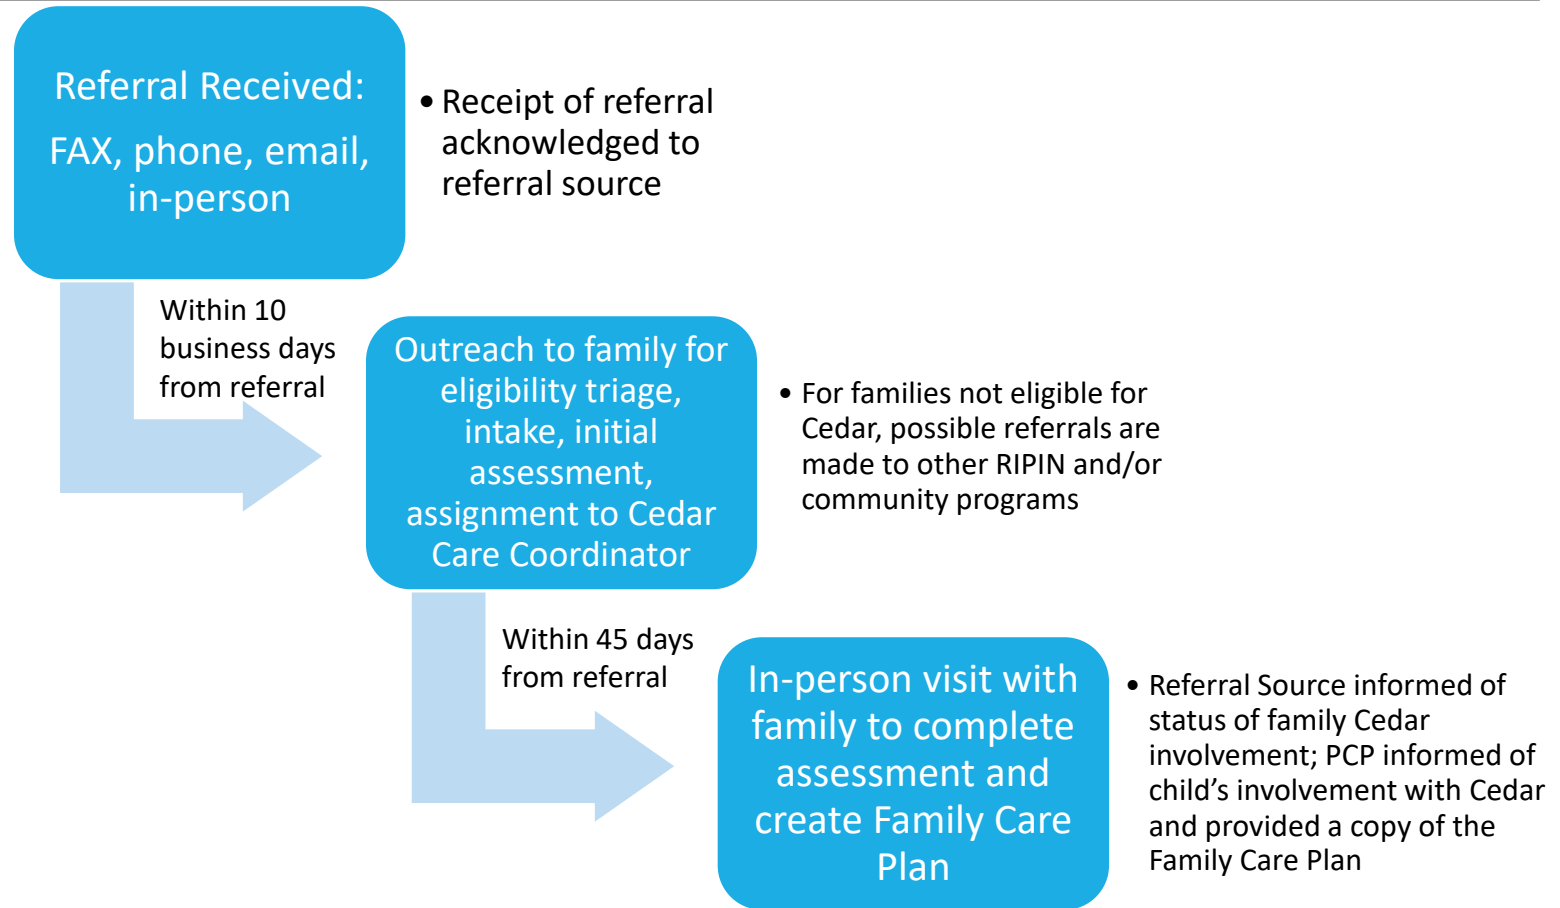 Referral Received:
FAX, phone, email,
in-person
• Receipt of referral
acknowledged to
referral source
Within 10
business days
from referral
Outreach to family for
eligibility triage,
intake, initial
assessment,
assignment to Cedar
Care Coordinator
• For families not eligible for
Cedar, possible referrals are
made to other RIPIN and/or
community programs
Within 45 days
from referral
In-person visit with
family to complete
assessment and
create Family Care
Plan
• Referral Source informed of
status of family Cedar
involvement; PCP informed of
child’s involvement with Cedar
and provided a copy of the
Family Care Plan